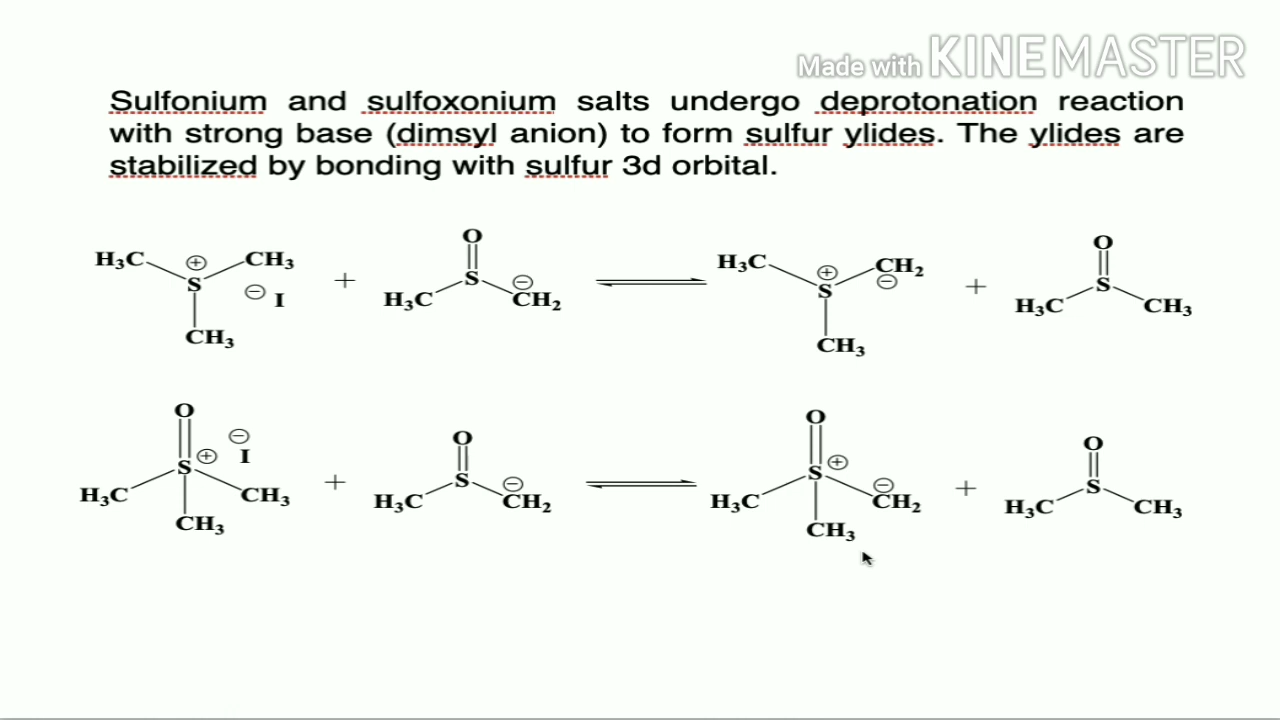 Made with KINEMASTER
Sulfonium and sulfoxonium salts undergo deprotonation reaction
with strong base (dimsyl anion) to form sulfur ylides. The ylides are
stabilized by bonding with sulfur 3d orbital.
O O
H₃C ⊕ CH₃ + S ⊖ H₃C ⊕ CH₂ + S
S ⊖ I H₃C CH₂ S ⊖ H₃C CH₃
CH₃ CH₃
O ⊖ O O O
S ⊕ I + S ⊖ S ⊕ ⊖ + S
H₃C CH₃ H₃C CH₂ H₃C CH₂ H₃C CH₃
CH₃ CH₃